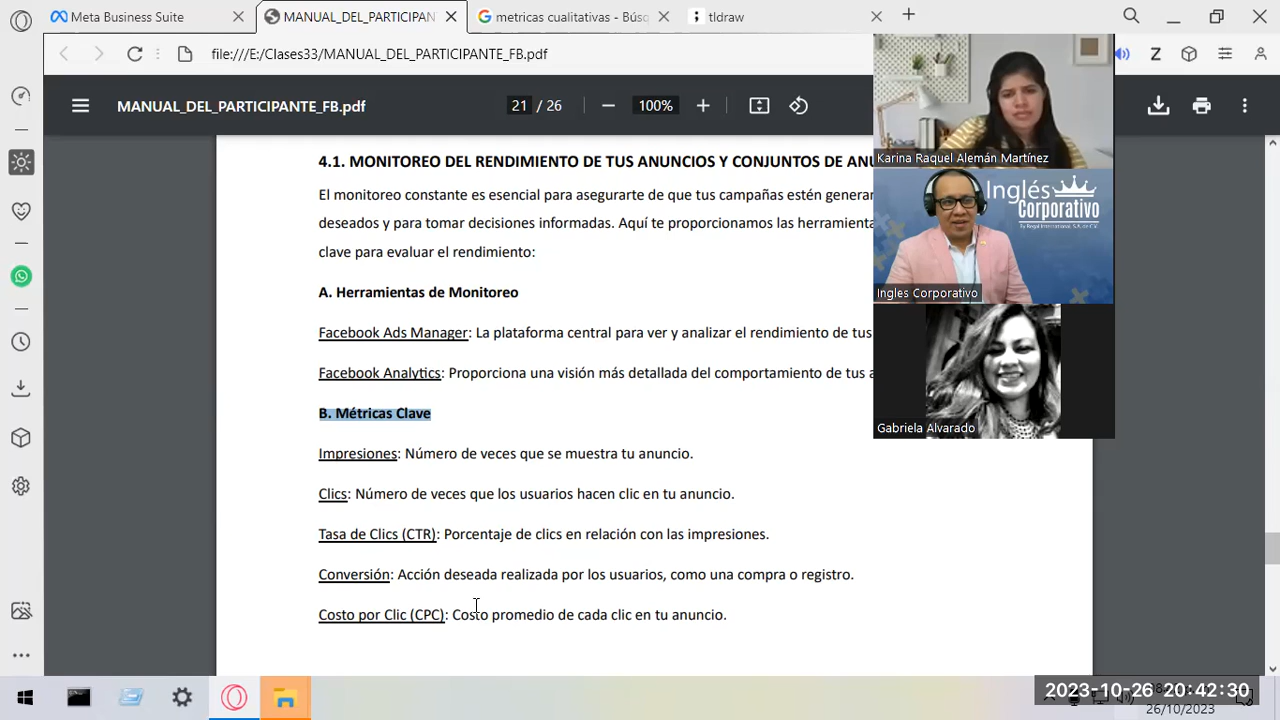 Meta Business Suite
MANUAL_DEL_PARTICIPAN
metricas cualitativas - Búsq
tldraw
file:///E:/Clases33/MANUAL_DEL_PARTICIPANTE_FB.pdf
MANUAL_DEL_PARTICIPANTE_FB.pdf
21 / 26
100%
4.1. MONITOREO DEL RENDIMIENTO DE TUS ANUNCIOS Y CONJUNTOS DE ANU
El monitoreo constante es esencial para asegurarte de que tus campañas estén generan
deseados y para tomar decisiones informadas. Aquí te proporcionamos las herramienta
clave para evaluar el rendimiento:
A. Herramientas de Monitoreo
Facebook Ads Manager: La plataforma central para ver y analizar el rendimiento de tus
Facebook Analytics: Proporciona una visión más detallada del comportamiento de tus a
B. Métricas Clave
Impresiones: Número de veces que se muestra tu anuncio.
Clics: Número de veces que los usuarios hacen clic en tu anuncio.
Tasa de Clics (CTR): Porcentaje de clics en relación con las impresiones.
Conversión: Acción deseada realizada por los usuarios, como una compra o registro.
Costo por Clic (CPC): Costo promedio de cada clic en tu anuncio.
Karina Raquel Alemán Martínez
Inglés
Corporativo
By Regal International, S.A. de C.V.
Ingles Corporativo
Gabriela Alvarado
2023-10-26 20:42:30
26/10/2023